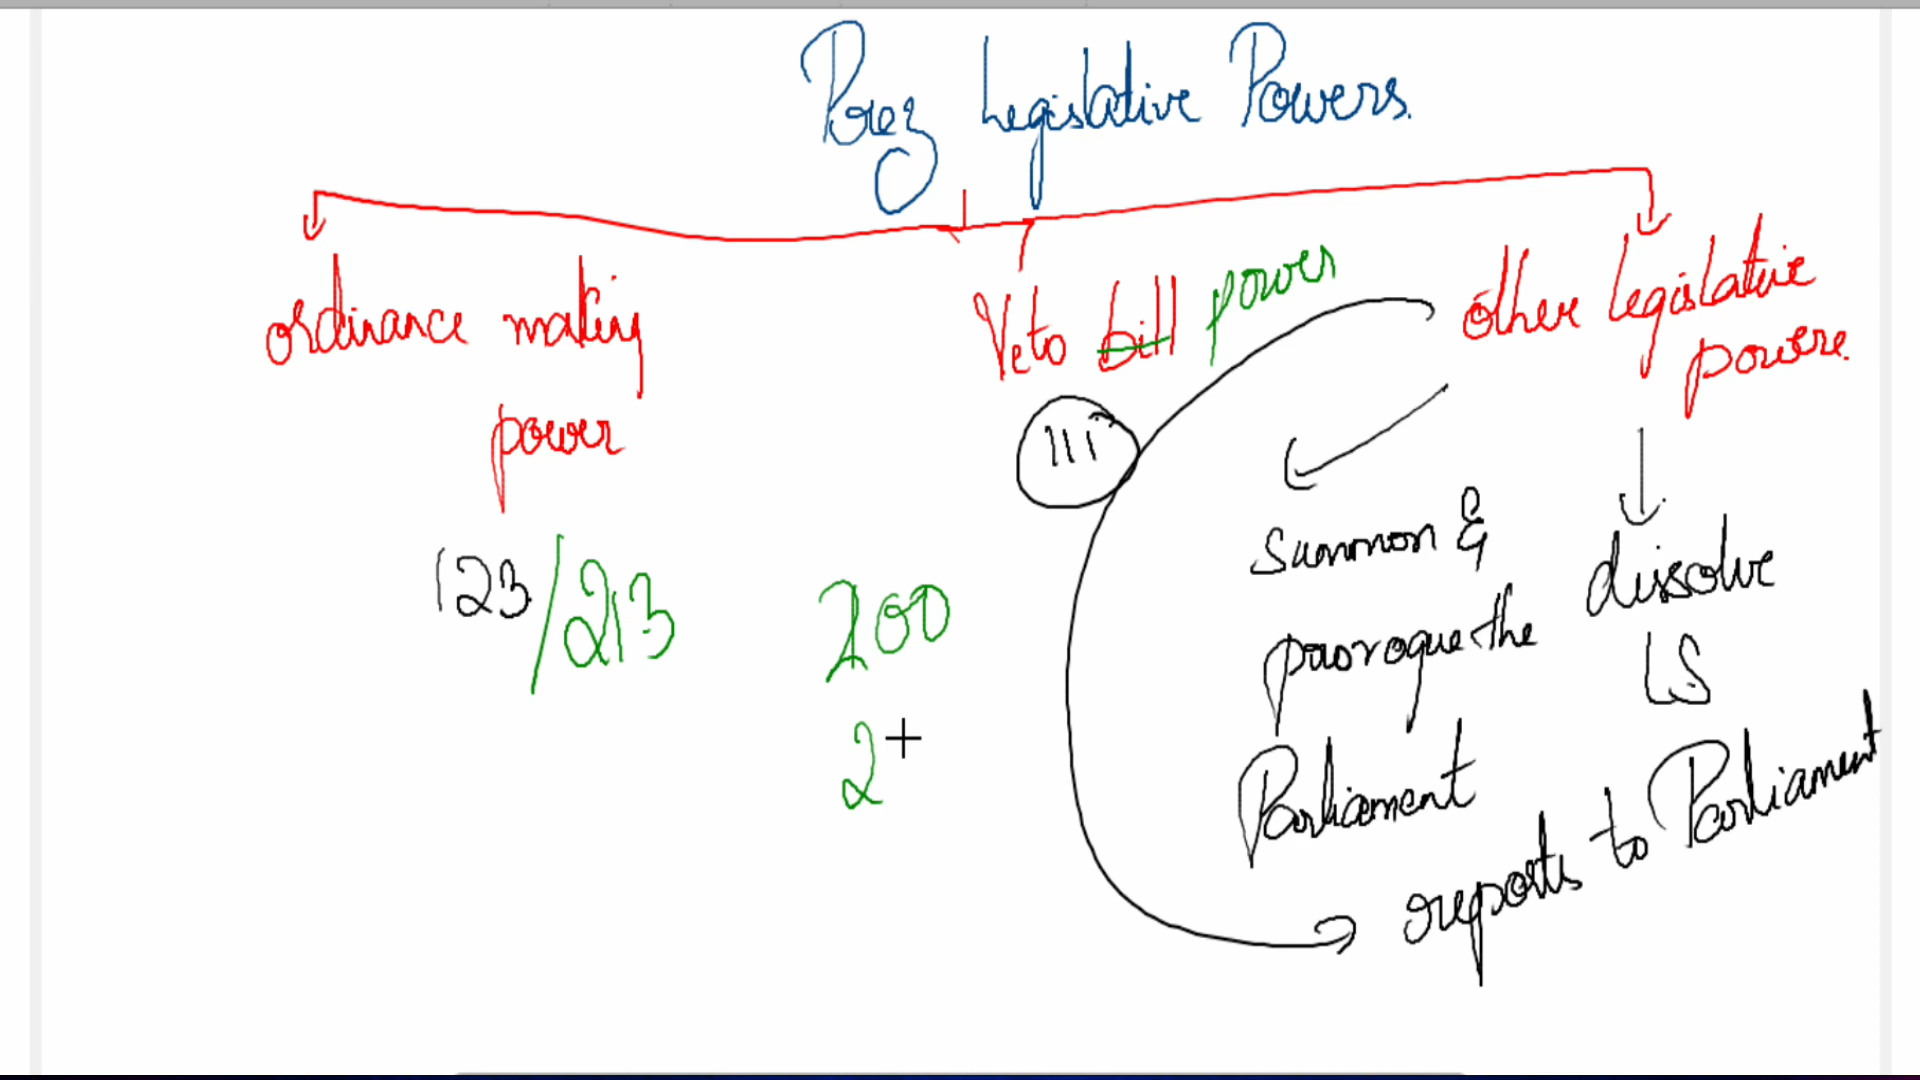 Prez Legislative Powers.
ordinance making
power
123/213
Veto bill power
111
200
2
other legislative
powers.
summon &
prorogue the
Parliament
dissolve
LS
reports to Parliament